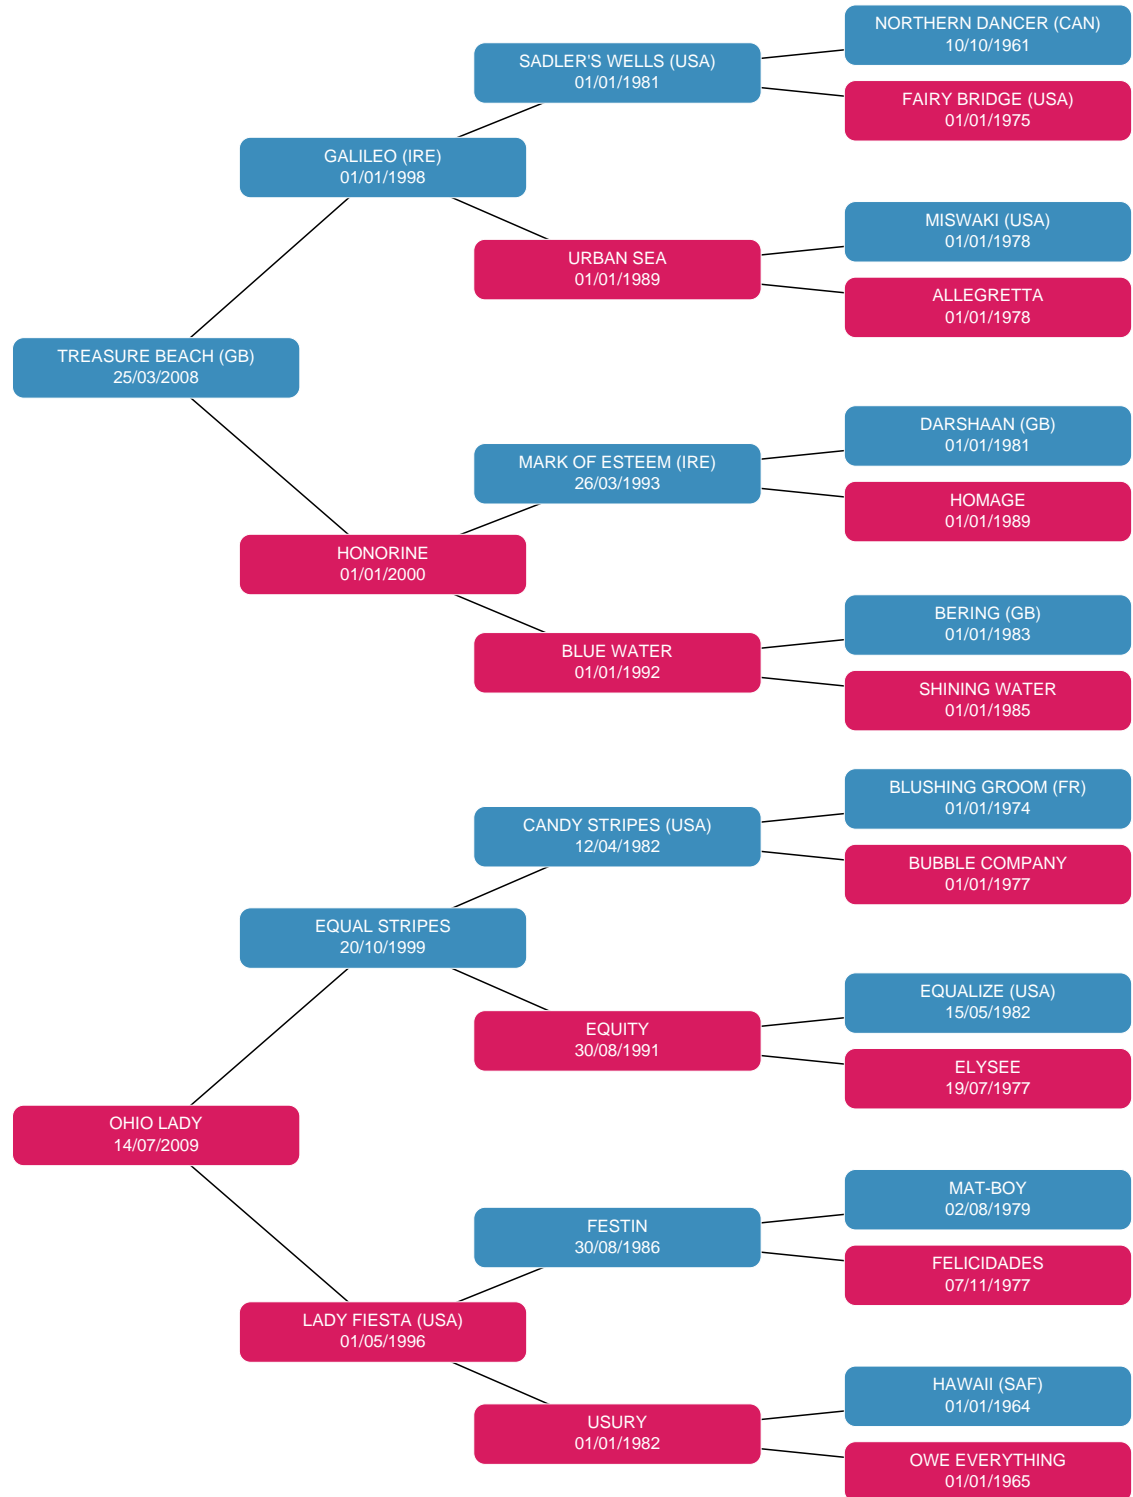 NORTHERN DANCER (CAN)
10/10/1961
SADLER'S WELLS (USA)
01/01/1981
FAIRY BRIDGE (USA)
01/01/1975
GALILEO (IRE)
01/01/1998
MISWAKI (USA)
01/01/1978
URBAN SEA
01/01/1989
ALLEGRETTA
01/01/1978
TREASURE BEACH (GB)
25/03/2008
DARSHAAN (GB)
01/01/1981
MARK OF ESTEEM (IRE)
26/03/1993
HOMAGE
01/01/1989
HONORINE
01/01/2000
BERING (GB)
01/01/1983
BLUE WATER
01/01/1992
SHINING WATER
01/01/1985
BLUSHING GROOM (FR)
01/01/1974
CANDY STRIPES (USA)
12/04/1982
BUBBLE COMPANY
01/01/1977
EQUAL STRIPES
20/10/1999
EQUALIZE (USA)
15/05/1982
EQUITY
30/08/1991
ELYSEE
19/07/1977
OHIO LADY
14/07/2009
MAT-BOY
02/08/1979
FESTIN
30/08/1986
FELICIDADES
07/11/1977
LADY FIESTA (USA)
01/05/1996
HAWAII (SAF)
01/01/1964
USURY
01/01/1982
OWE EVERYTHING
01/01/1965